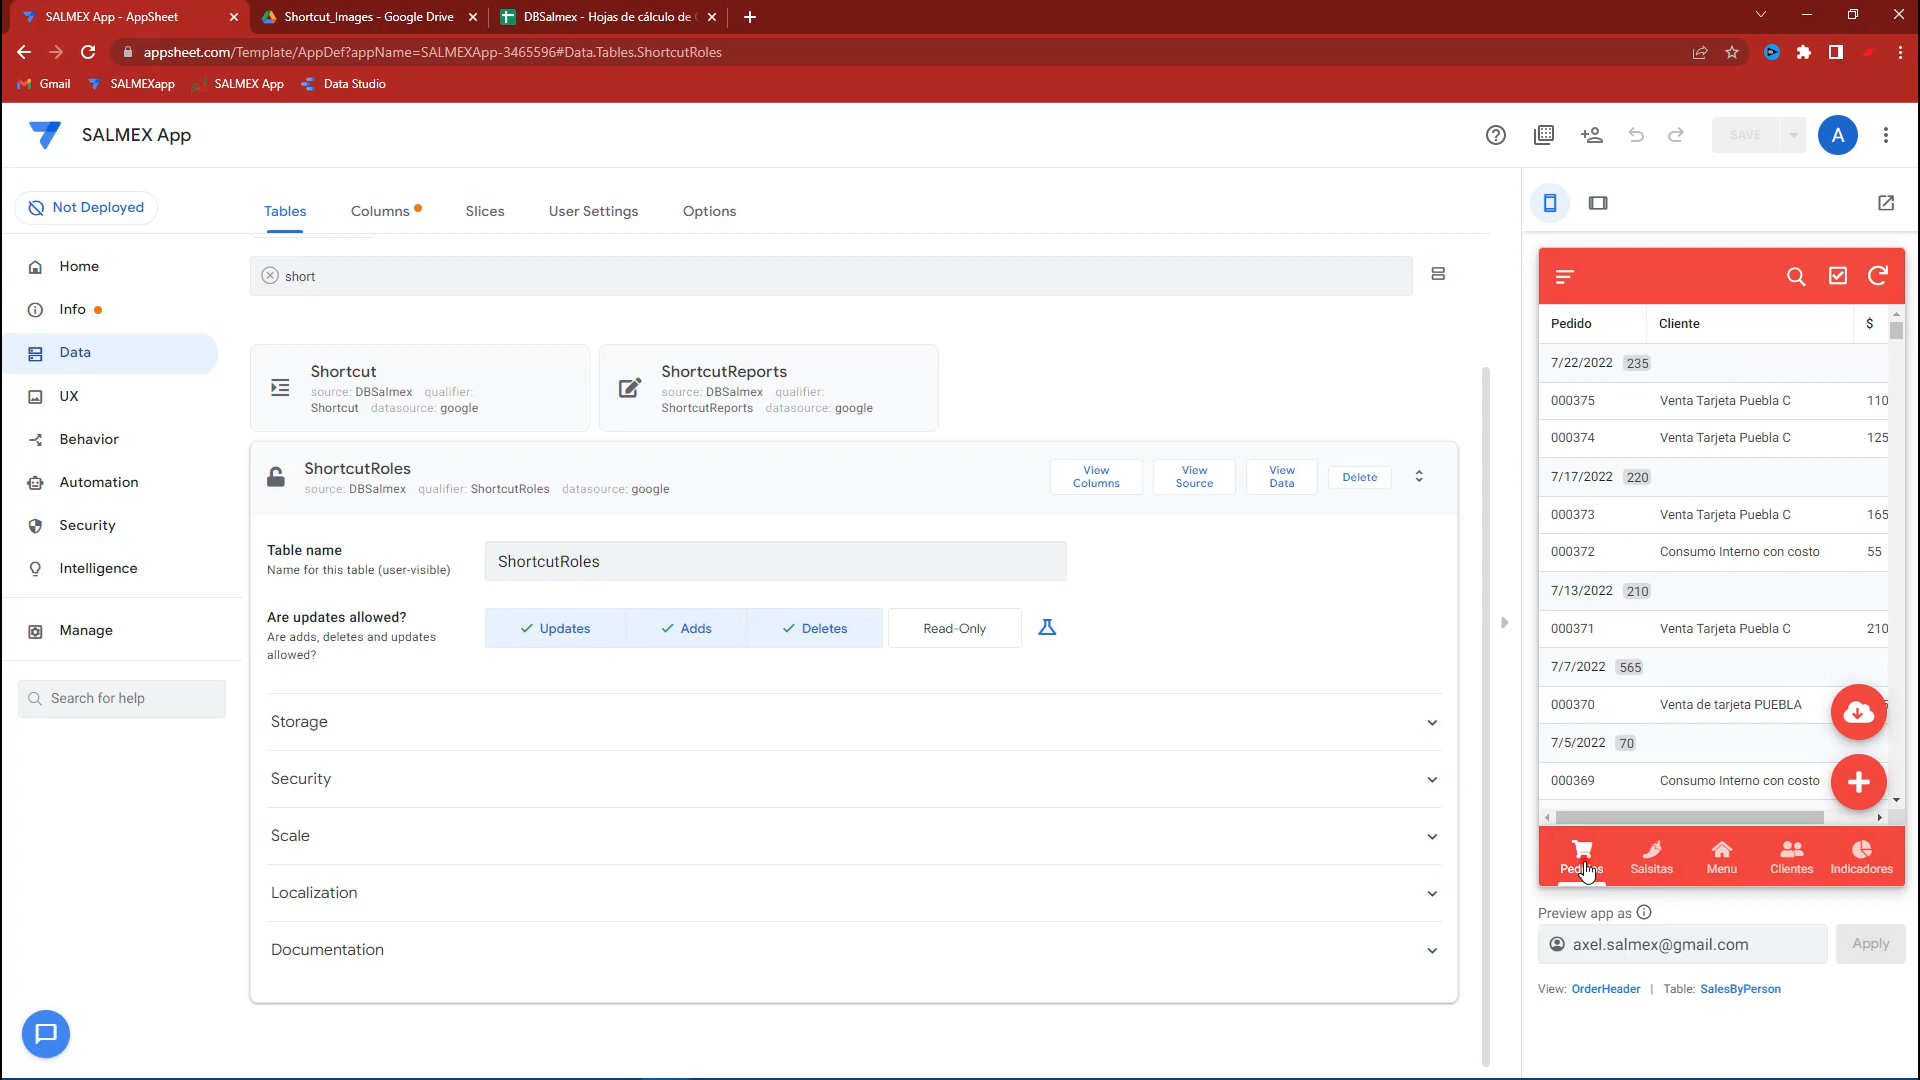 SALMEX App - AppSheet
Shortcut_Images - Google Drive
DBSalmex - Hojas de cálculo de
appsheet.com/Template/AppDef?appName=SALMEXApp-3465596#Data.Tables.ShortcutRoles
Gmail
SALMEXapp
SALMEX App
Data Studio
SALMEX App
SAVE
A
Not Deployed
Tables
Columns
Slices
User Settings
Options
Home
Info
Data
UX
Behavior
Automation
Security
Intelligence
Manage
Search for help
short
Shortcut
source: DBSalmex qualifier:
Shortcut datasource: google
ShortcutReports
source: DBSalmex qualifier:
ShortcutReports datasource: google
ShortcutRoles
source: DBSalmex qualifier: ShortcutRoles datasource: google
View
Columns
View
Source
View
Data
Delete
Table name
Name for this table (user-visible)
ShortcutRoles
Are updates allowed?
Are adds, deletes and updates
allowed?
Updates
Adds
Deletes
Read-Only
Storage
Security
Scale
Localization
Documentation
Pedido Cliente $
7/22/2022 235
000375 Venta Tarjeta Puebla C 110
000374 Venta Tarjeta Puebla C 125
7/17/2022 220
000373 Venta Tarjeta Puebla C 165
000372 Consumo Interno con costo 55
7/13/2022 210
000371 Venta Tarjeta Puebla C 210
7/7/2022 565
000370 Venta de tarjeta PUEBLA
7/5/2022 70
000369 Consumo Interno con costo
Salsitas
Menu
Clientes
Indicadores
Preview app as
axel.salmex@gmail.com
Apply
View: OrderHeader | Table: SalesByPerson